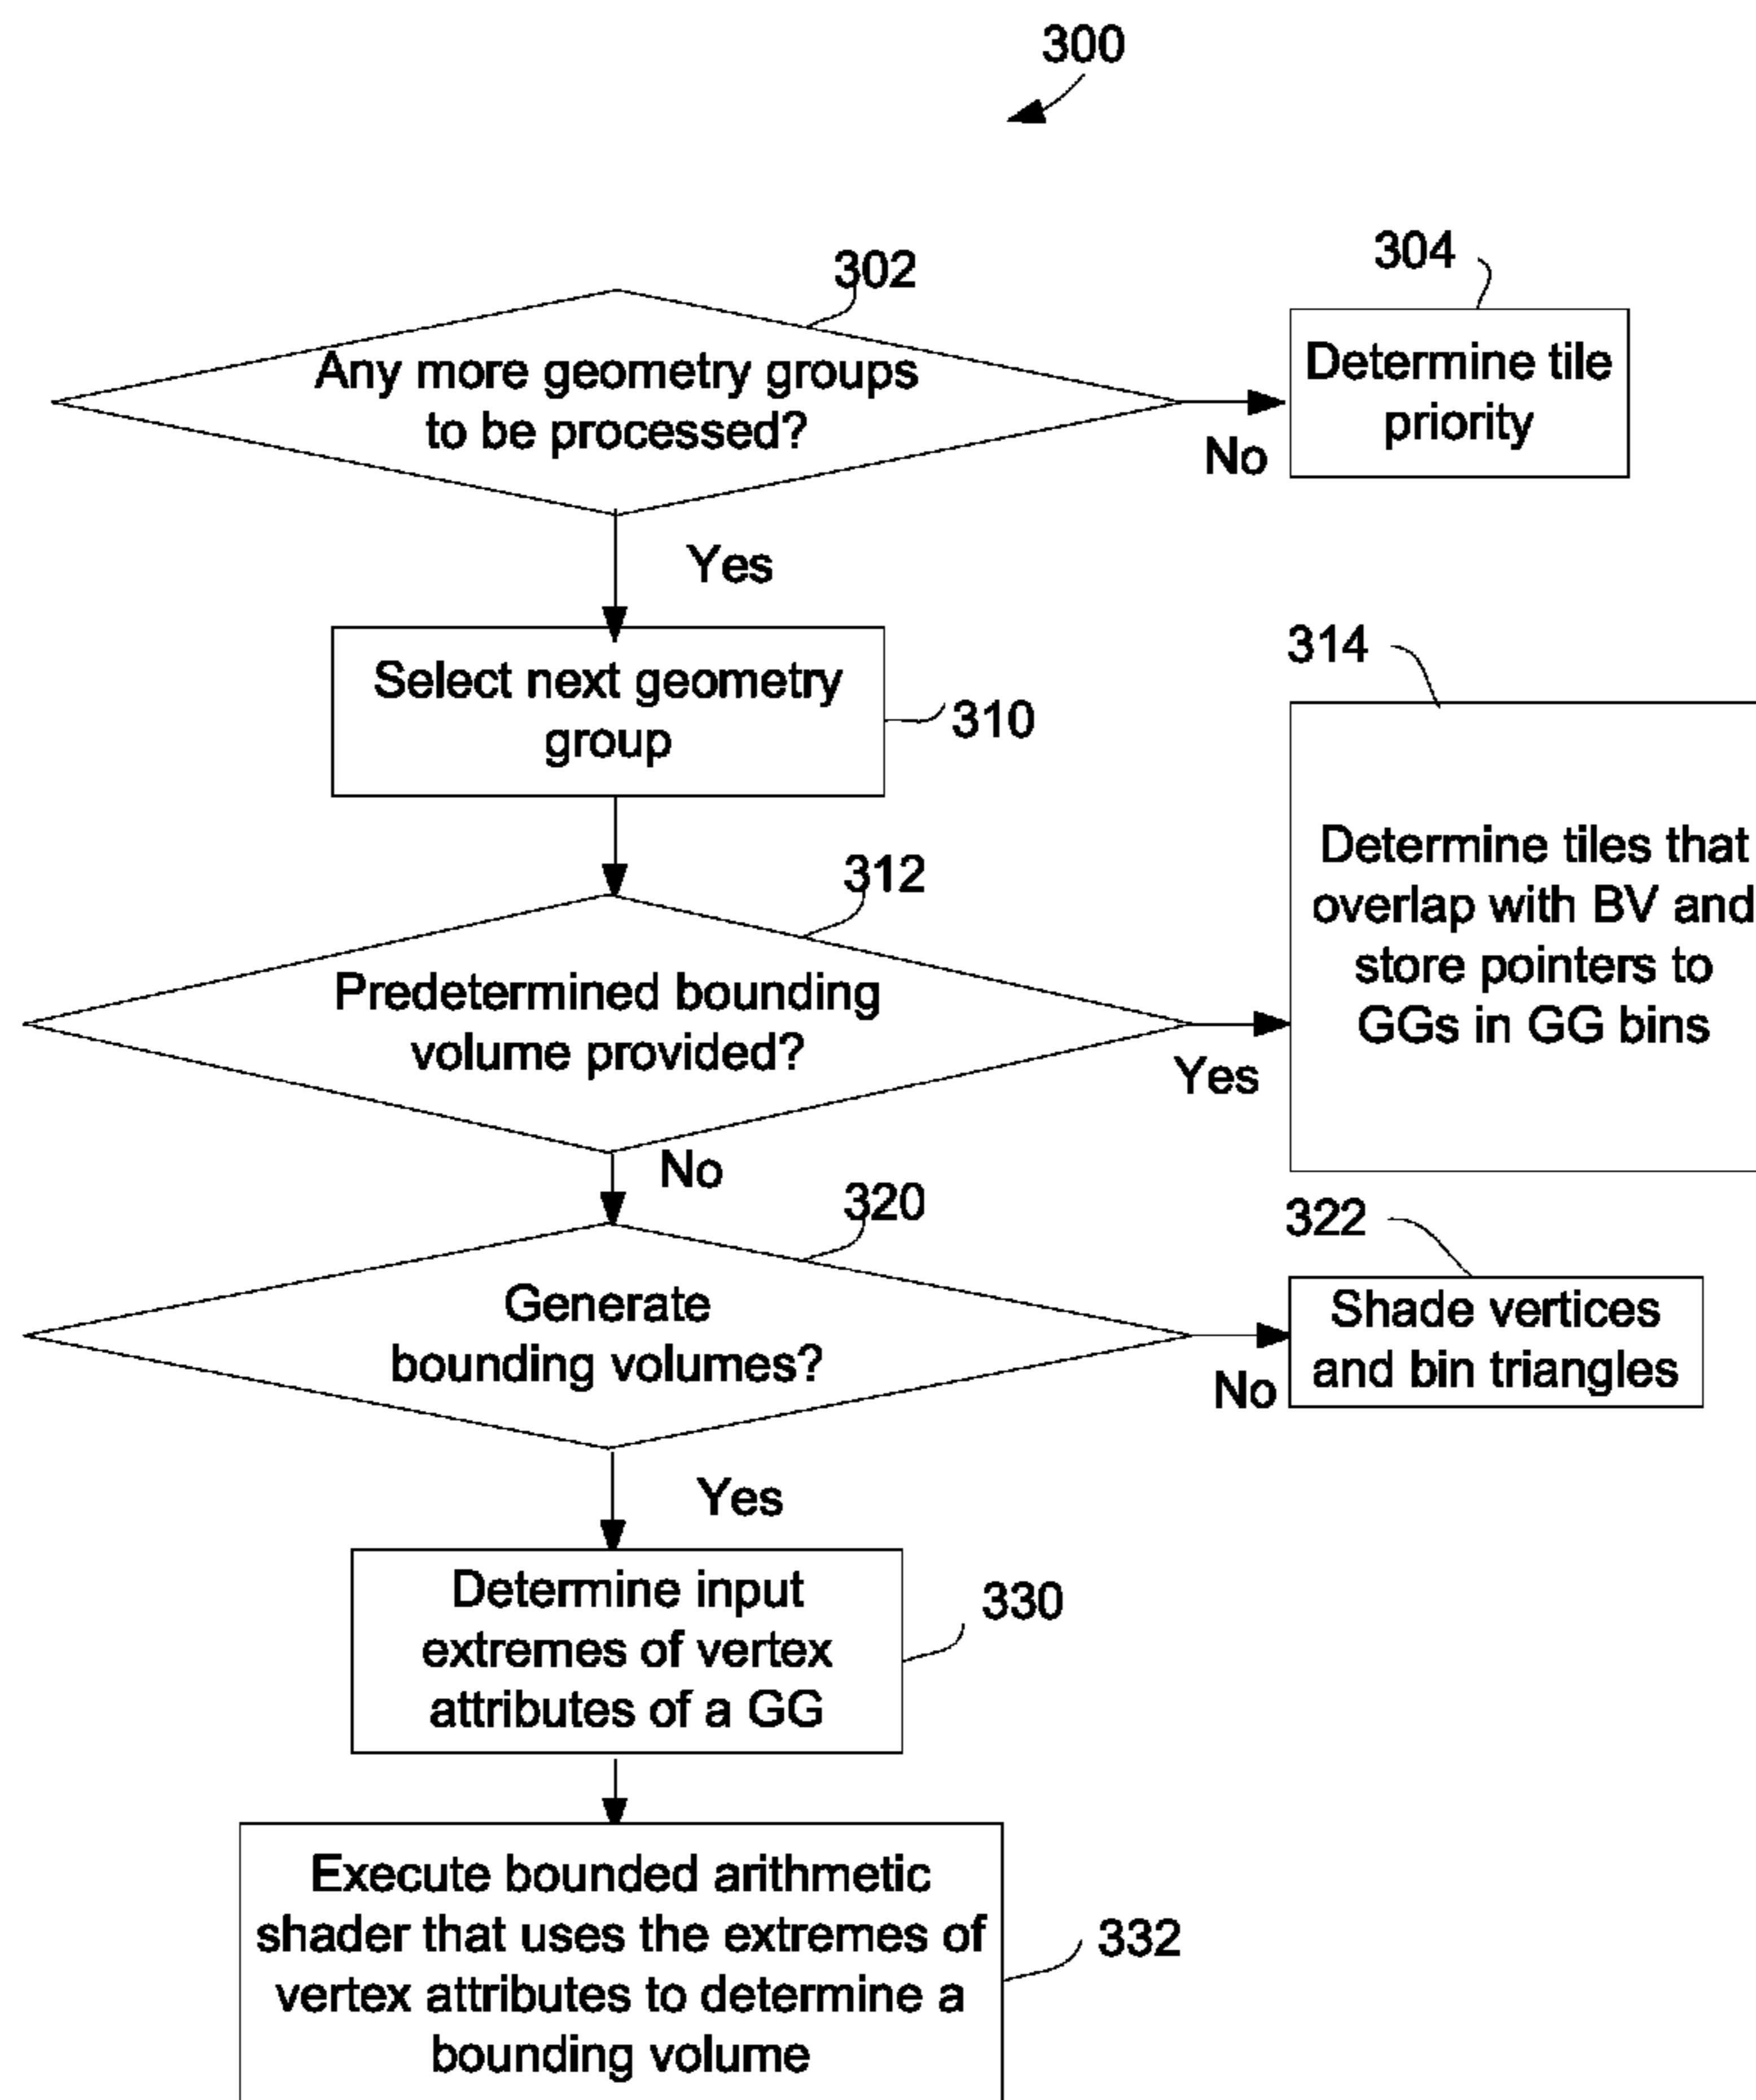 300
302
Any more geometry groups
to be processed?
No
304
Determine tile
priority
Yes
Select next geometry
group
310
312
Predetermined bounding
volume provided?
Yes
314
Determine tiles that
overlap with BV and
store pointers to
GGs in GG bins
No
320
Generate
bounding volumes?
No
322
Shade vertices
and bin triangles
Yes
Determine input
extremes of vertex
attributes of a GG
330
Execute bounded arithmetic
shader that uses the extremes of
vertex attributes to determine a
bounding volume
332